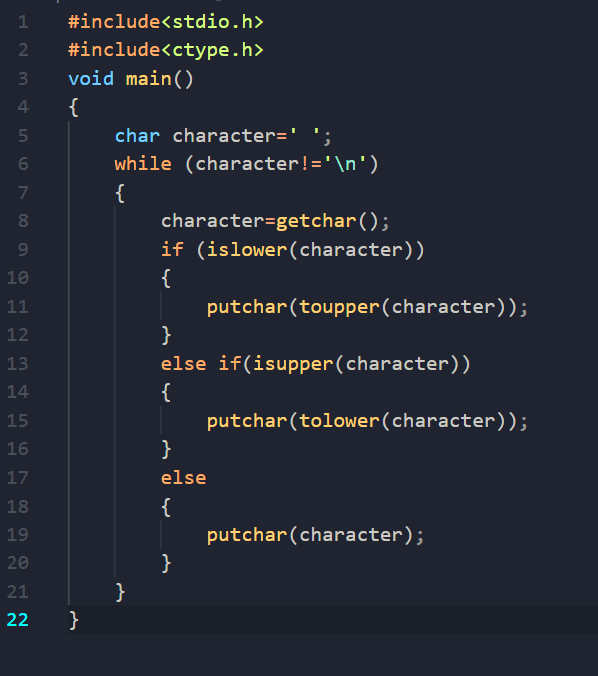 1 #include<stdio.h>
2 #include<ctype.h>
3 void main()
4 {
5     char character=' ';
6     while (character!='\n')
7     {
8         character=getchar();
9         if (islower(character))
10         {
11             putchar(toupper(character));
12         }
13         else if(isupper(character))
14         {
15             putchar(tolower(character));
16         }
17         else
18         {
19             putchar(character);
20         }
21     }
22 }